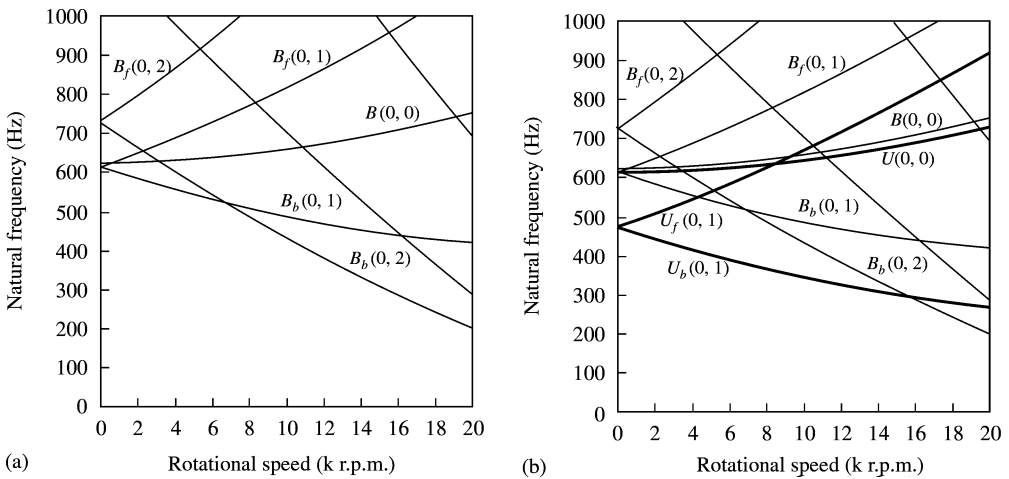 1000
900
800
700
600
500
400
300
200
100
0
Natural frequency (Hz)
B_f (0, 2)
B_f (0, 1)
B (0, 0)
B_b (0, 1)
B_b (0, 2)
0 2 4 6 8 10 12 14 16 18 20
Rotational speed (k r.p.m.)
(a)
1000
900
800
700
600
500
400
300
200
100
0
Natural frequency (Hz)
B_f (0, 2)
B_f (0, 1)
B (0, 0)
U (0, 0)
B_b (0, 1)
U_f (0, 1)
U_b (0, 1)
B_b (0, 2)
0 2 4 6 8 10 12 14 16 18 20
Rotational speed (k r.p.m.)
(b)